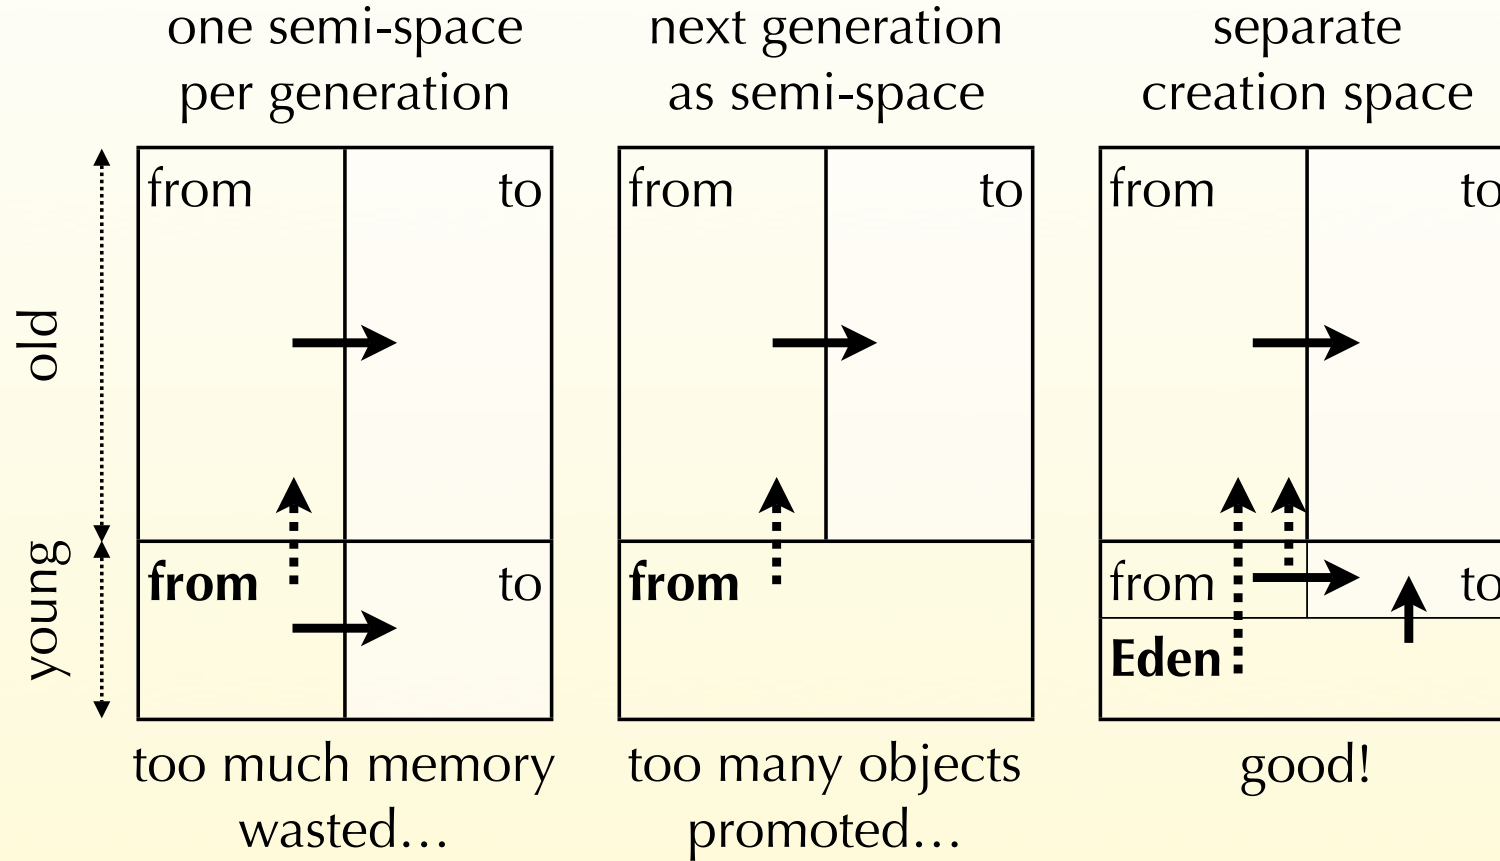 one semi-space
per generation
next generation
as semi-space
separate
creation space
old
young
from
to
from
to
too much memory
wasted…
from
to
from
too many objects
promoted…
from
to
from
to
Eden
good!